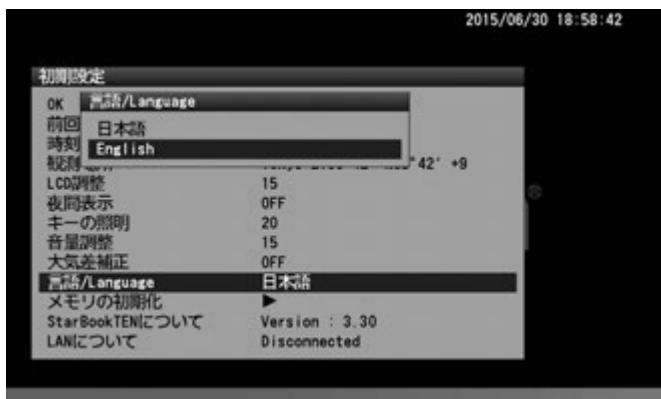 2015/06/30 18:58:42
初期設定
OK
言語/Language
前回
日本語
時刻
English
観測
42' +9
LCD調整 15
夜間表示 OFF
キーの照明 20
音量調整 15
大気差補正 OFF
言語/Language 日本語
メモリの初期化 ▶
StarBookTENについて Version : 3.30
LANについて Disconnected